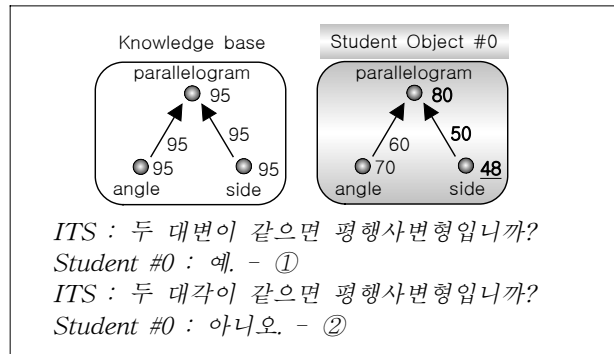 Knowledge base
Student Object #0
parallelogram
95
95
95
95
angle
95
side
parallelogram
80
60
50
70
angle
48
side
ITS : 두 대변이 같으면 평행사변형입니까?
Student #0 : 예. - ①
ITS : 두 대각이 같으면 평행사변형입니까?
Student #0 : 아니오. - ②